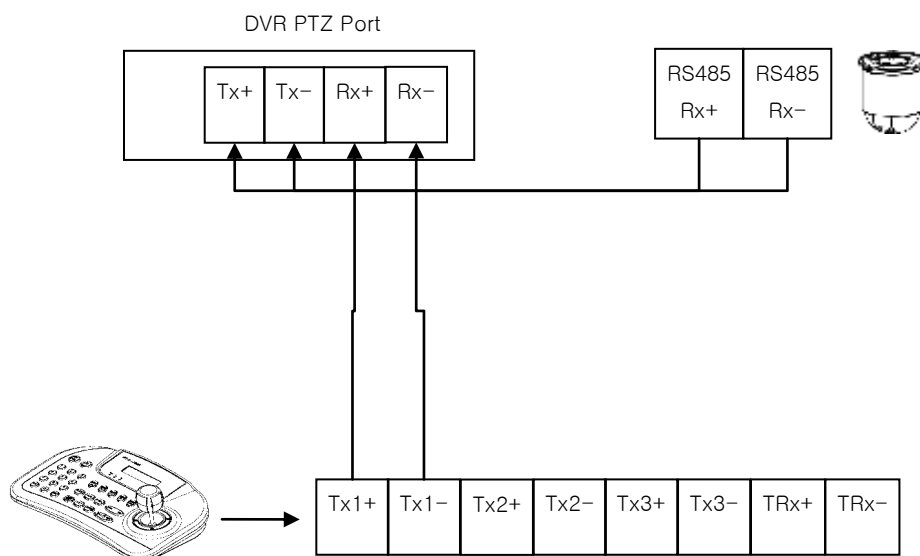 DVR PTZ Port
Tx+ Tx− Rx+ Rx−
RS485 RS485
Rx+ Rx−
Tx1+ Tx1− Tx2+ Tx2− Tx3+ Tx3− TRx+ TRx−